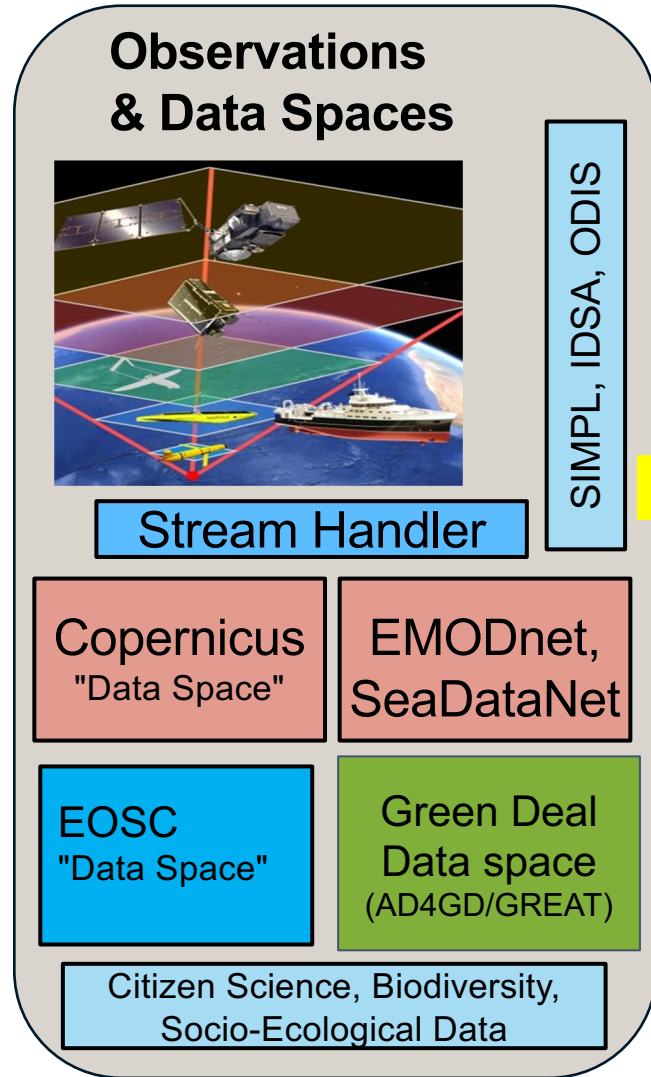 Observations
& Data Spaces
SIMPL, IDSA, ODIS
Stream Handler
Copernicus
"Data Space"
EMODnet,
SeaDataNet
EOSC
"Data Space"
Green Deal
Data space
(AD4GD/GREAT)
Citizen Science, Biodiversity,
Socio-Ecological Data